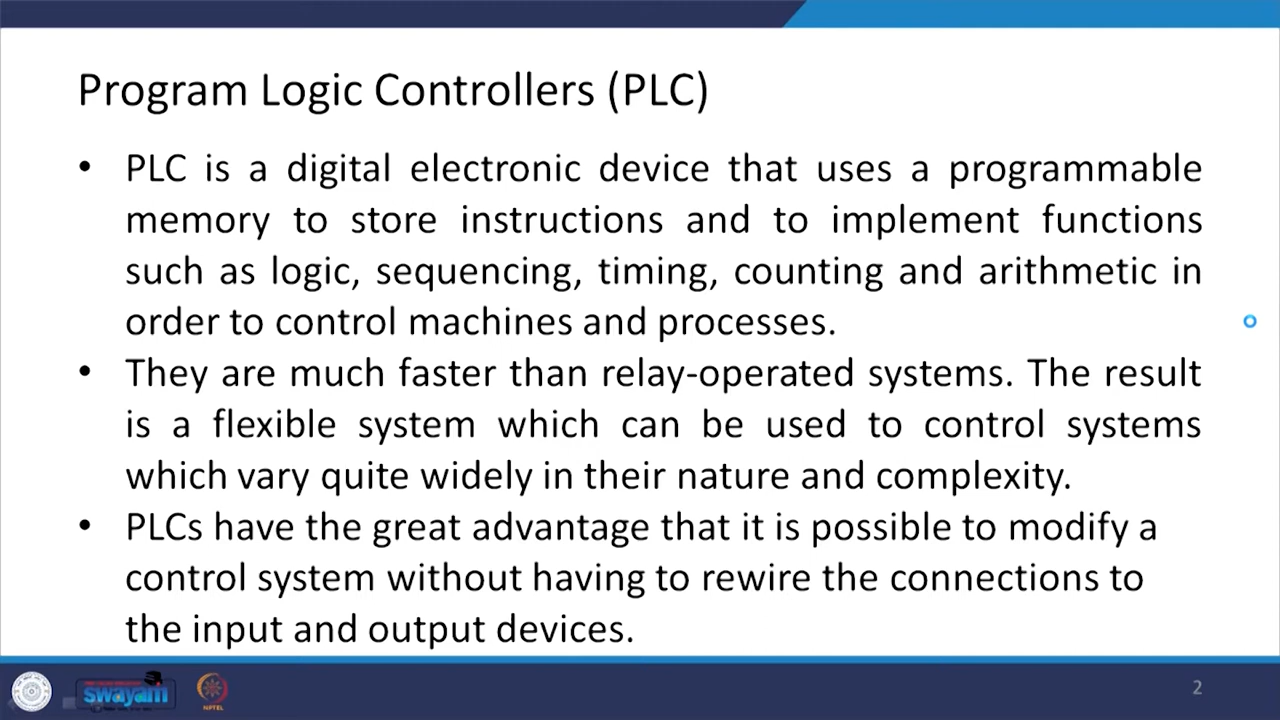 Program Logic Controllers (PLC)
• PLC is a digital electronic device that uses a programmable
memory to store instructions and to implement functions
such as logic, sequencing, timing, counting and arithmetic in
order to control machines and processes.
• They are much faster than relay-operated systems. The result
is a flexible system which can be used to control systems
which vary quite widely in their nature and complexity.
• PLCs have the great advantage that it is possible to modify a
control system without having to rewire the connections to
the input and output devices.
swayam
NPTEL
2